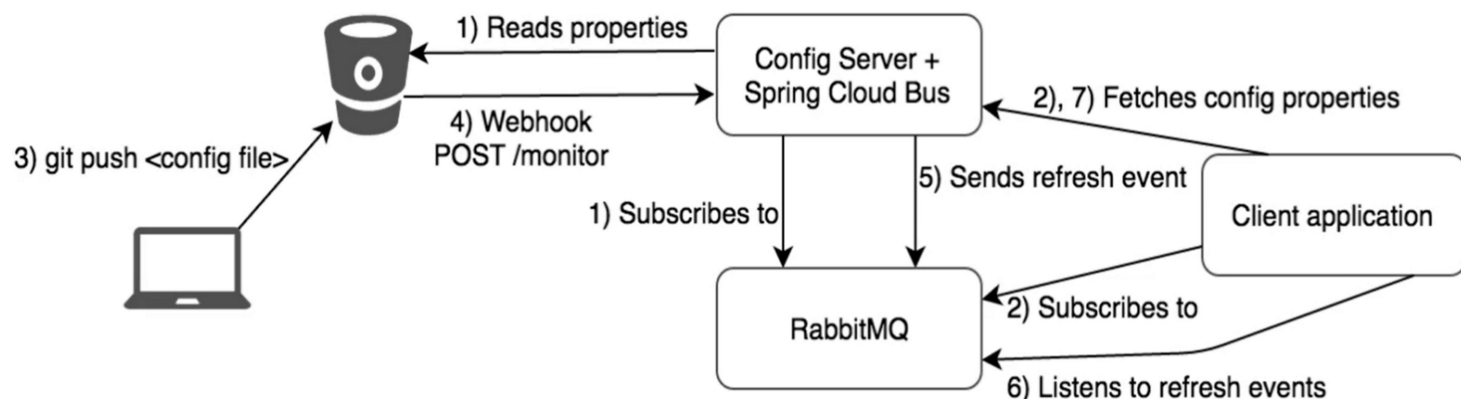 1) Reads properties
Config Server +
Spring Cloud Bus
2), 7) Fetches config properties
4) Webhook
POST /monitor
3) git push <config file>
5) Sends refresh event
1) Subscribes to
Client application
2) Subscribes to
RabbitMQ
6) Listens to refresh events